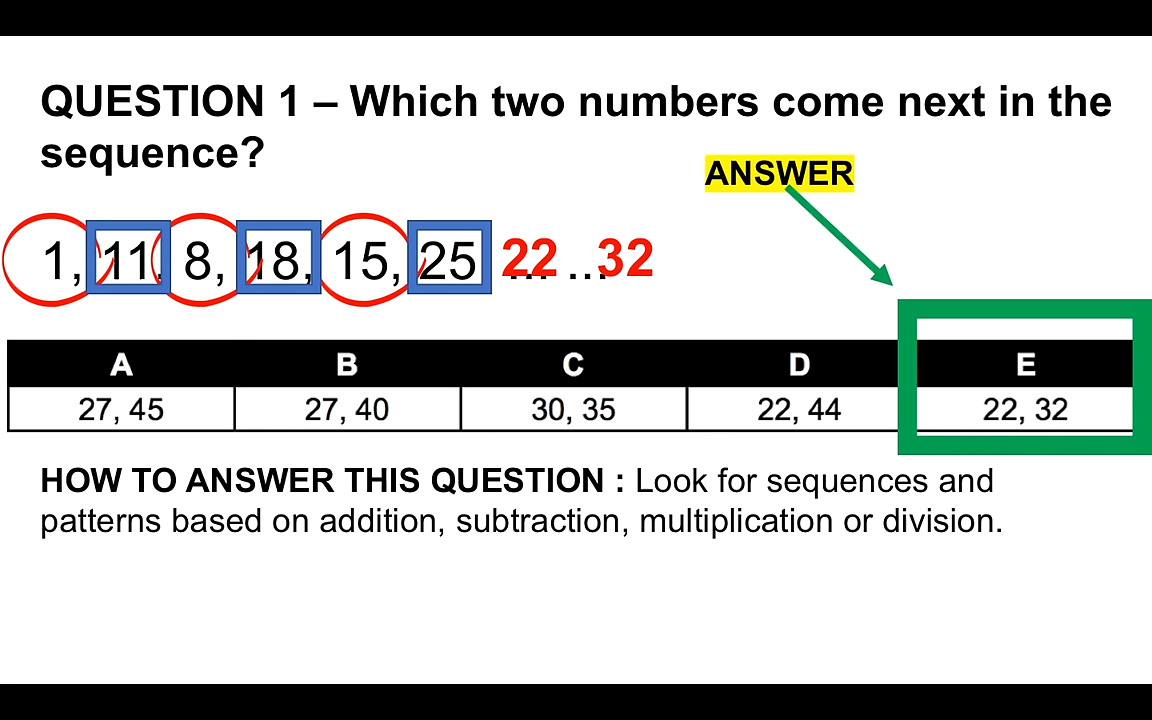 QUESTION 1 – Which two numbers come next in the
sequence?
ANSWER
1, 11, 8, 18, 15, 25 22 ... 32
A B C D E
27, 45 27, 40 30, 35 22, 44 22, 32
HOW TO ANSWER THIS QUESTION : Look for sequences and
patterns based on addition, subtraction, multiplication or division.